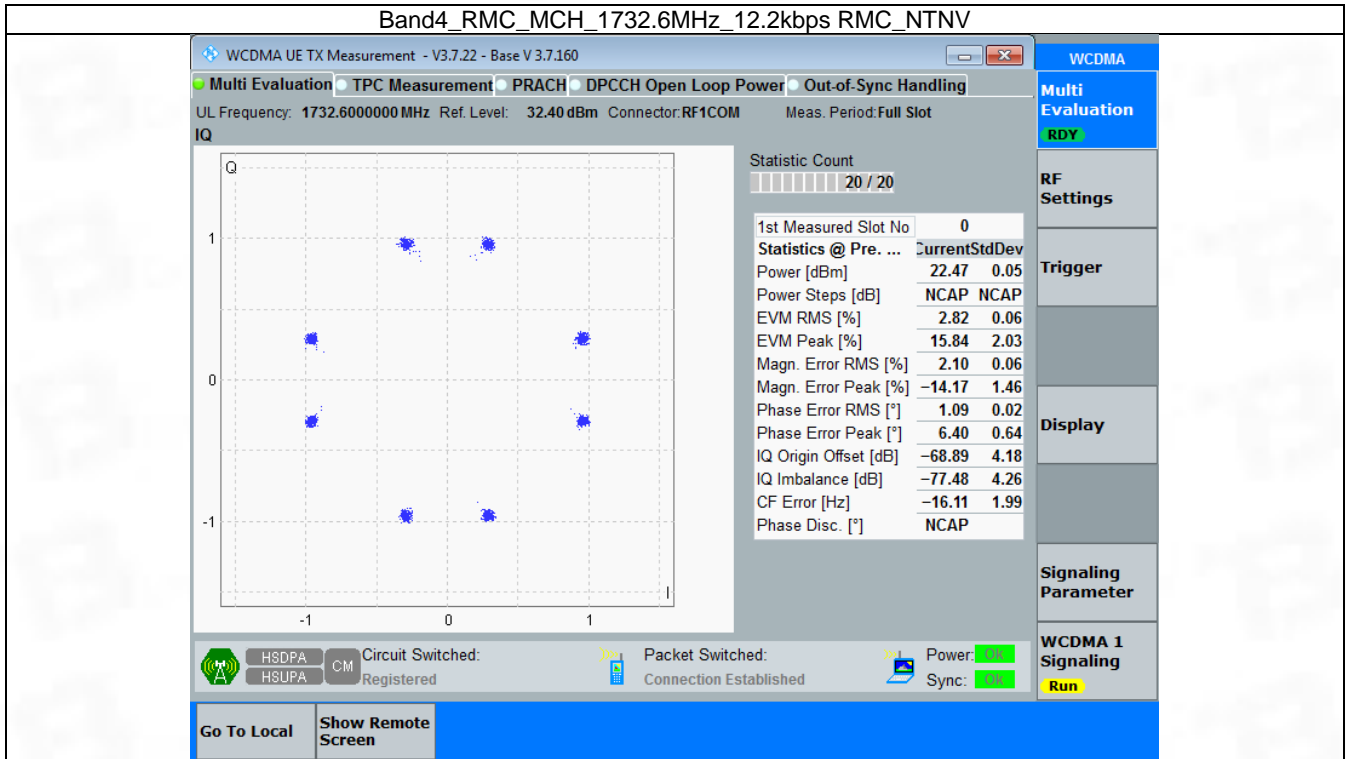 Band4_RMC_MCH_1732.6MHz_12.2kbps RMC_NTNV
WCDMA UE TX Measurement - V3.7.22 - Base V 3.7.160
WCDMA
Multi Evaluation TPC Measurement PRACH DPCCH Open Loop Power Out-of-Sync Handling
Multi
Evaluation
RDY
UL Frequency: 1732.6000000 MHz Ref. Level: 32.40 dBm Connector:RF1COM Meas. Period:Full Slot
IQ
Q
1
0
-1
-1 0 1
I
Statistic Count
20 / 20
1st Measured Slot No 0
Statistics @ Pre. ... CurrentStdDev
Power [dBm] 22.47 0.05
Power Steps [dB] NCAP NCAP
EVM RMS [%] 2.82 0.06
EVM Peak [%] 15.84 2.03
Magn. Error RMS [%] 2.10 0.06
Magn. Error Peak [%] −14.17 1.46
Phase Error RMS [°] 1.09 0.02
Phase Error Peak [°] 6.40 0.64
IQ Origin Offset [dB] −68.89 4.18
IQ Imbalance [dB] −77.48 4.26
CF Error [Hz] −16.11 1.99
Phase Disc. [°] NCAP
RF
Settings
Trigger
Display
Signaling
Parameter
WCDMA 1
Signaling
Run
HSDPA
HSUPA
CM
Circuit Switched:
Registered
Packet Switched:
Connection Established
Power: Ok
Sync: Ok
Go To Local
Show Remote
Screen